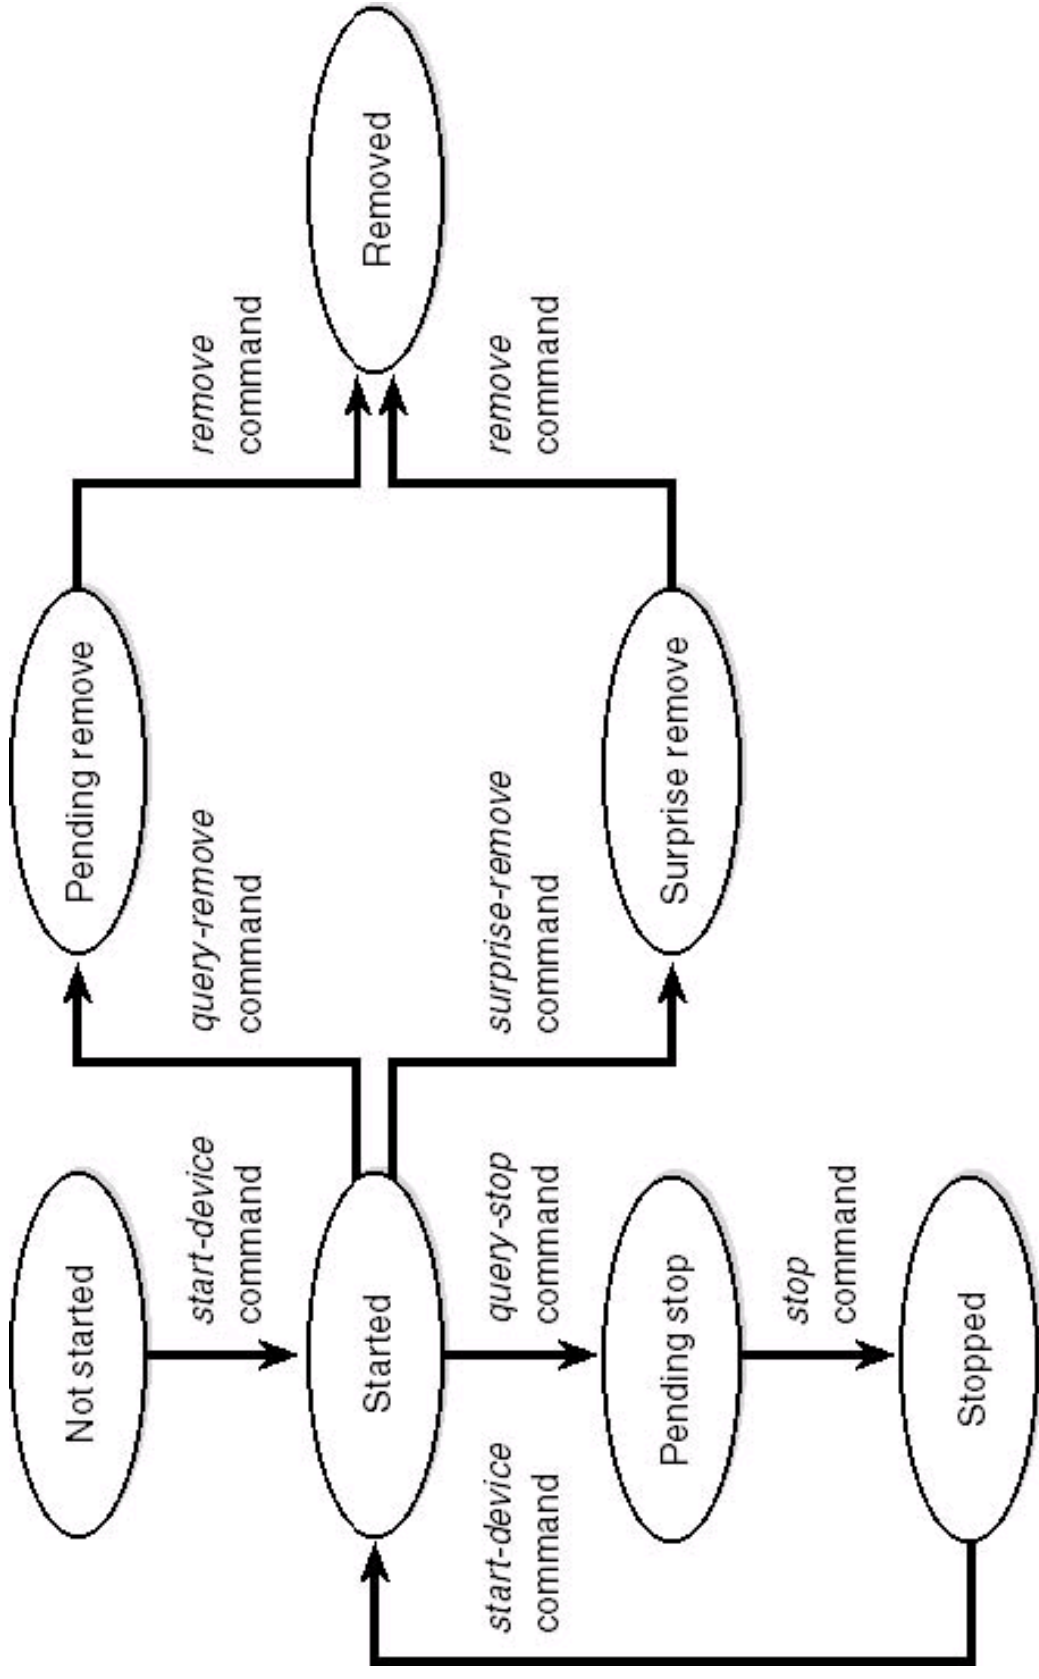 Not started
start-device
command
Started
query-remove
command
Pending remove
remove
command
Removed
start-device
command
query-stop
command
surprise-remove
command
Surprise remove
remove
command
Pending stop
stop
command
Stopped